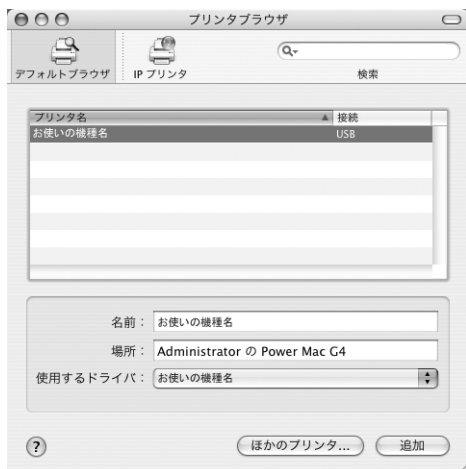 プリンタブラウザ
デフォルトブラウザ IP プリンタ 検索
プリンタ名 接続
お使いの機種名 USB
名前： お使いの機種名
場所： Administrator の Power Mac G4
使用するドライバ： お使いの機種名
? ほかのプリンタ... 追加